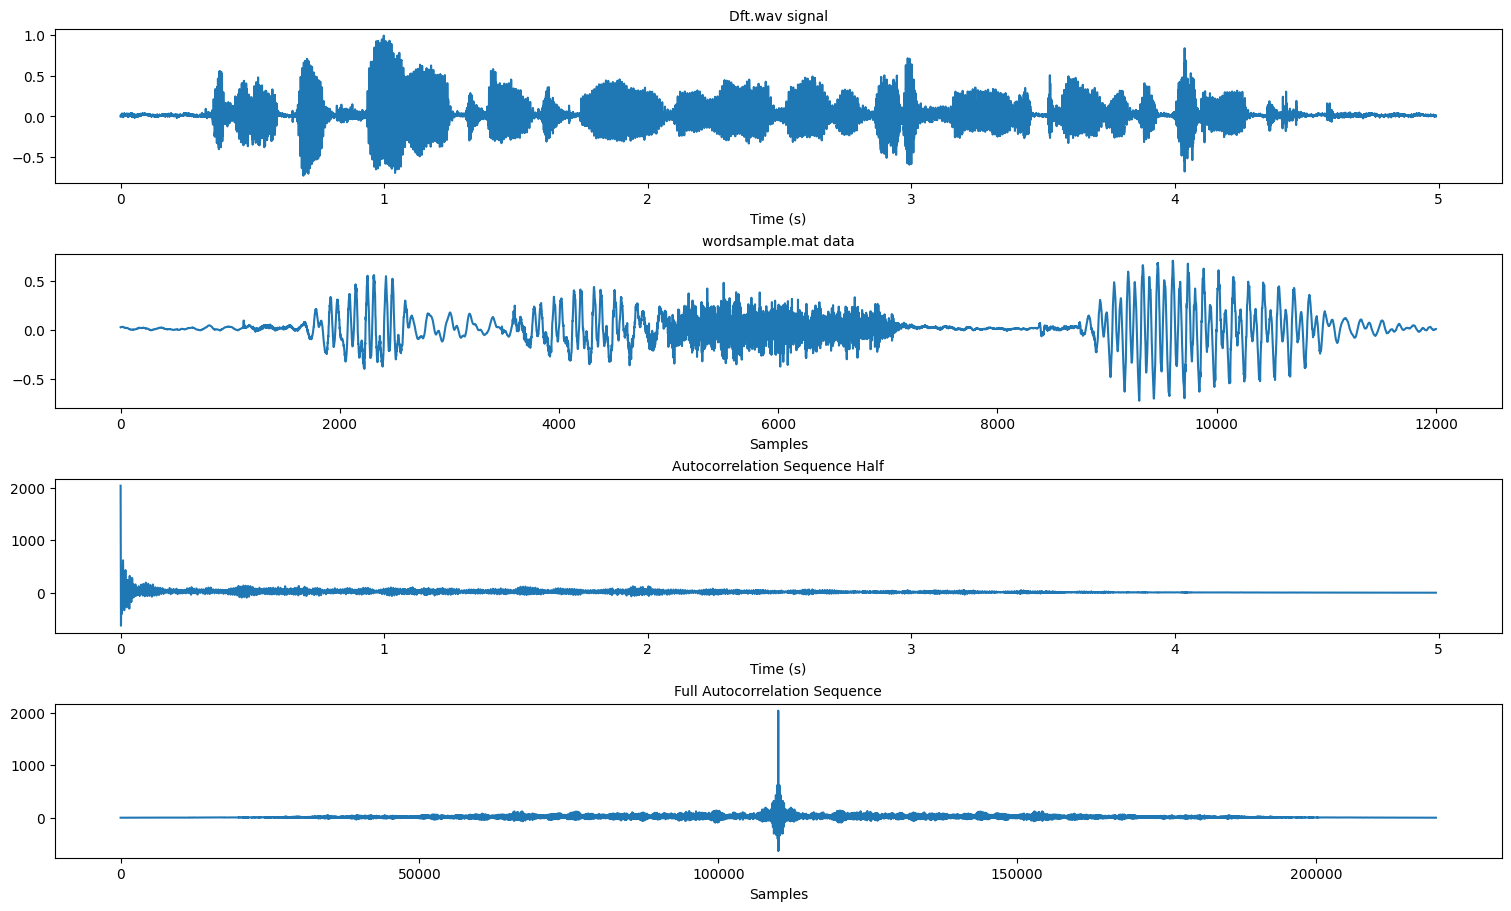 Dft.wav signal
1.0
0.5
0.0
−0.5
0 1 2 3 4 5
Time (s)
wordsample.mat data
0.5
0.0
−0.5
0 2000 4000 6000 8000 10000 12000
Samples
Autocorrelation Sequence Half
2000
1000
0
0 1 2 3 4 5
Time (s)
Full Autocorrelation Sequence
2000
1000
0
0 50000 100000 150000 200000
Samples